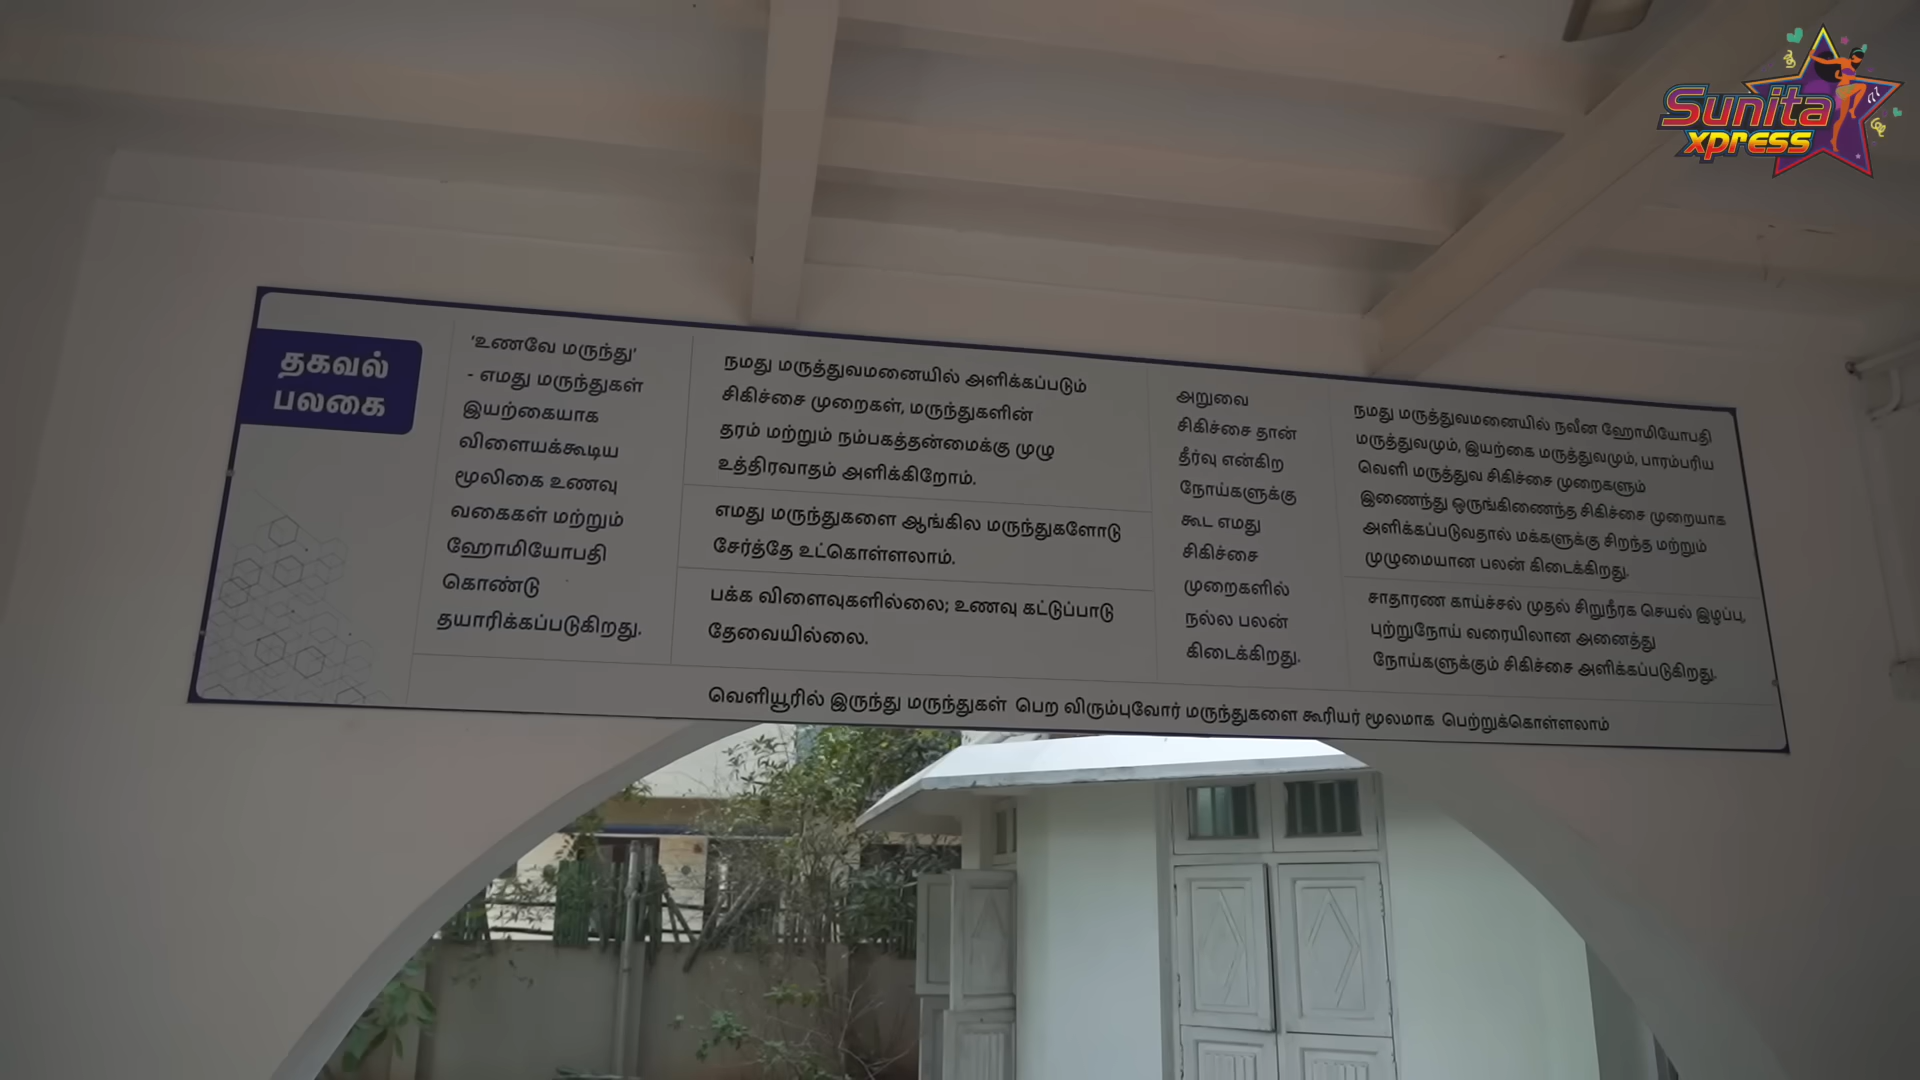 Sunita
xpress
தகவல்
பலகை
'உணவே மருந்து'
- எமது மருந்துகள்
இயற்கையாக
விளையக்கூடிய
மூலிகை உணவு
வகைகள் மற்றும்
ஹோமியோபதி
கொண்டு
தயாரிக்கப்படுகிறது.
நமது மருத்துவமனையில் அளிக்கப்படும்
சிகிச்சை முறைகள், மருந்துகளின்
தரம் மற்றும் நம்பகத்தன்மைக்கு முழு
உத்திரவாதம் அளிக்கிறோம்.
எமது மருந்துகளை ஆங்கில மருந்துகளோடு
சேர்த்தே உட்கொள்ளலாம்.
பக்க விளைவுகளில்லை; உணவு கட்டுப்பாடு
தேவையில்லை.
அறுவை
சிகிச்சை தான்
தீர்வு என்கிற
நோய்களுக்கு
கூட எமது
சிகிச்சை
முறைகளில்
நல்ல பலன்
கிடைக்கிறது.
நமது மருத்துவமனையில் நவீன ஹோமியோபதி
மருத்துவமும், இயற்கை மருத்துவமும், பாரம்பரிய
வெளி மருத்துவ சிகிச்சை முறைகளும்
இணைந்து ஒருங்கிணைந்த சிகிச்சை முறையாக
அளிக்கப்படுவதால் மக்களுக்கு சிறந்த மற்றும்
முழுமையான பலன் கிடைக்கிறது.
சாதாரண காய்ச்சல் முதல் சிறுநீரக செயல் இழப்பு,
புற்றுநோய் வரையிலான அனைத்து
நோய்களுக்கும் சிகிச்சை அளிக்கப்படுகிறது.
வெளியூரில் இருந்து மருந்துகள் பெற விரும்புவோர் மருந்துகளை கூரியர் மூலமாக பெற்றுக்கொள்ளலாம்